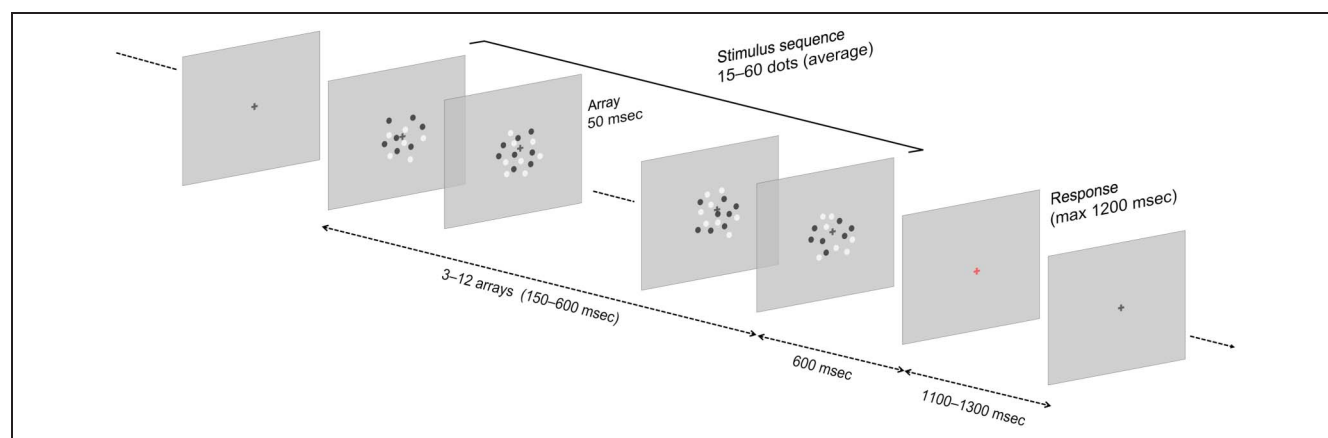 Stimulus sequence
15–60 dots (average)
Array
50 msec
Response
(max 1200 msec)
3–12 arrays (150–600 msec)
600 msec
1100–1300 msec